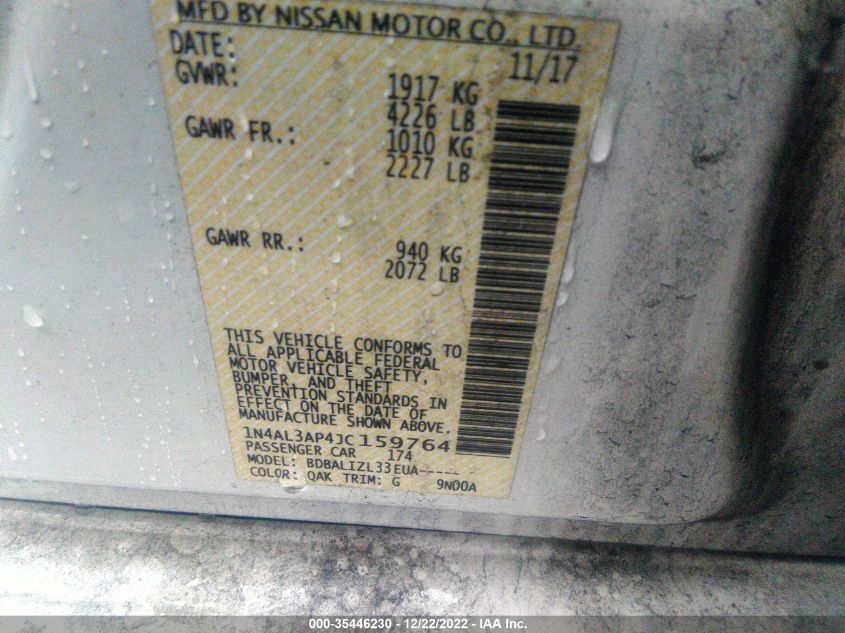 MFD BY NISSAN MOTOR CO., LTD.
DATE: 11/17
GVWR: 1917 KG
4226 LB
GAWR FR.: 1010 KG
2227 LB
GAWR RR.: 940 KG
2072 LB
THIS VEHICLE CONFORMS TO
ALL APPLICABLE FEDERAL
MOTOR VEHICLE SAFETY,
BUMPER, AND THEFT
PREVENTION STANDARDS IN
EFFECT ON THE DATE OF
MANUFACTURE SHOWN ABOVE.
1N4AL3AP4JC159764
PASSENGER CAR 174
MODEL: BDBALIZL33EUA-----
COLOR: QAK TRIM: G 9N00A
000-35446230 - 12/22/2022 - IAA Inc.